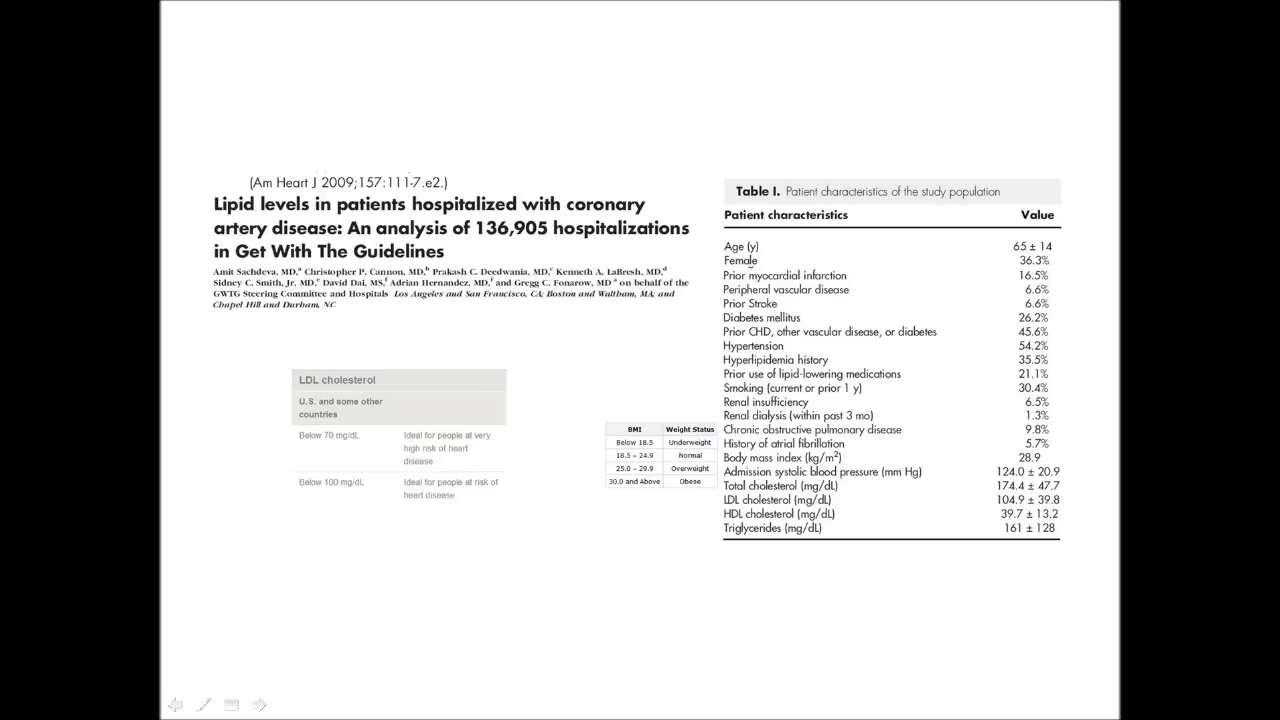 (Am Heart J 2009;157:111-7.e2.)
Lipid levels in patients hospitalized with coronary
artery disease: An analysis of 136,905 hospitalizations
in Get With The Guidelines
Amit Sachdeva, MD,a Christopher P. Cannon, MD,b Prakash C. Deedwania, MD,c Kenneth A. LaBresh, MD,d
Sidney C. Smith, Jr, MD,e David Dai, MS,f Adrian Hernandez, MD,f and Gregg C. Fonarow, MD a on behalf of the
GWTG Steering Committee and Hospitals Los Angeles and San Francisco, CA; Boston and Waltham, MA; and
Chapel Hill and Durham, NC
LDL cholesterol
U.S. and some other
countries
Below 70 mg/dL Ideal for people at very
high risk of heart
disease
Below 100 mg/dL Ideal for people at risk of
heart disease
BMI Weight Status
Below 18.5 Underweight
18.5 – 24.9 Normal
25.0 – 29.9 Overweight
30.0 and Above Obese
Table I. Patient characteristics of the study population
Patient characteristics Value
Age (y) 65 ± 14
Female 36.3%
Prior myocardial infarction 16.5%
Peripheral vascular disease 6.6%
Prior Stroke 6.6%
Diabetes mellitus 26.2%
Prior CHD, other vascular disease, or diabetes 45.6%
Hypertension 54.2%
Hyperlipidemia history 35.5%
Prior use of lipid-lowering medications 21.1%
Smoking (current or prior 1 y) 30.4%
Renal insufficiency 6.5%
Renal dialysis (within past 3 mo) 1.3%
Chronic obstructive pulmonary disease 9.8%
History of atrial fibrillation 5.7%
Body mass index (kg/m2) 28.9
Admission systolic blood pressure (mm Hg) 124.0 ± 20.9
Total cholesterol (mg/dL) 174.4 ± 47.7
LDL cholesterol (mg/dL) 104.9 ± 39.8
HDL cholesterol (mg/dL) 39.7 ± 13.2
Triglycerides (mg/dL) 161 ± 128